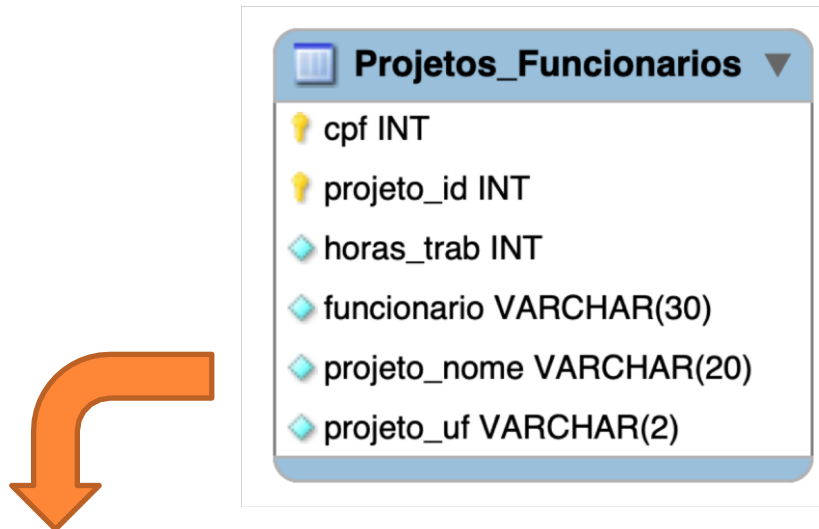 Projetos_Funcionarios
cpf INT
projeto_id INT
horas_trab INT
funcionario VARCHAR(30)
projeto_nome VARCHAR(20)
projeto_uf VARCHAR(2)